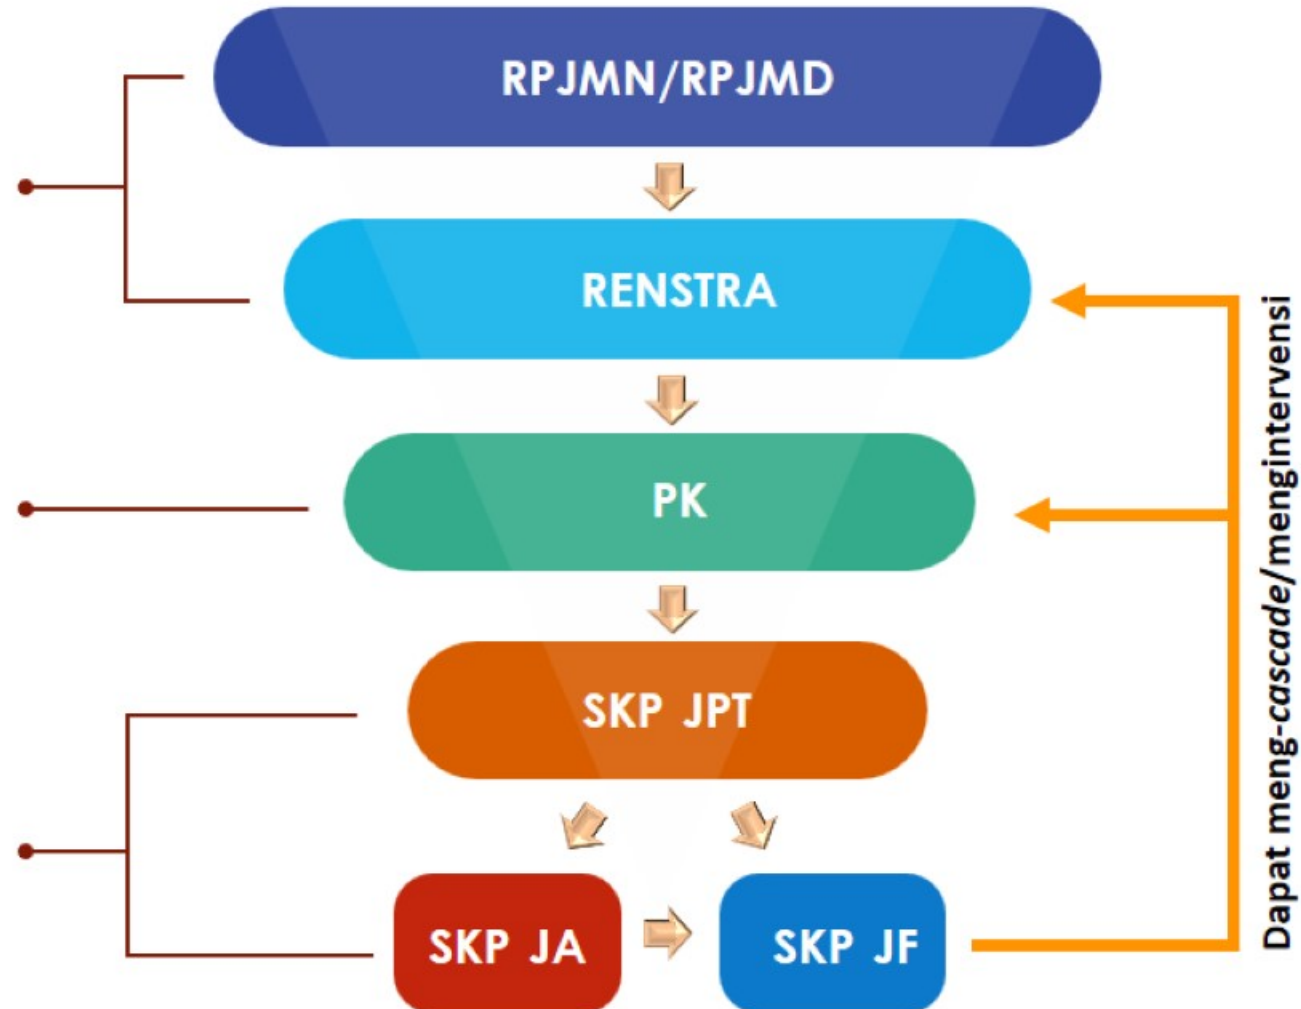 RPJMN/RPJMD
RENSTRA
PK
SKP JPT
SKP JA
SKP JF
Dapat meng-cascade/mengintervensi